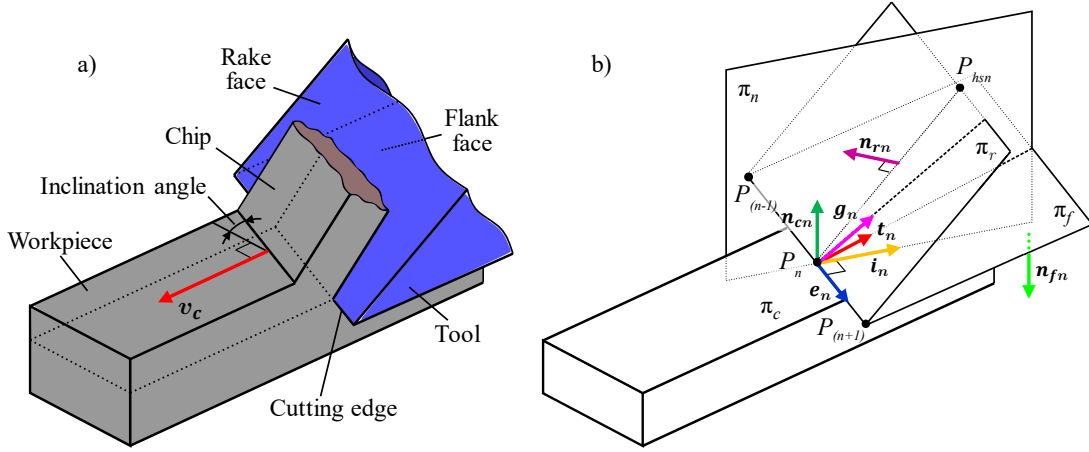 a)
Rake
face
Flank
face
Chip
Inclination angle
Workpiece
v_c
Tool
Cutting edge
b)
π_n
P_hsn
n_rn
π_r
P_(n-1)
n_cn
g_n
t_n
π_f
P_n
i_n
n_fn
e_n
π_c
P_(n+1)